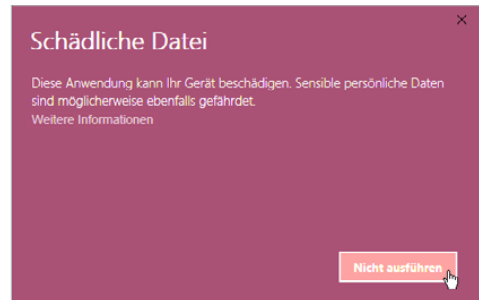 Schädliche Datei
Diese Anwendung kann Ihr Gerät beschädigen. Sensible persönliche Daten
sind möglicherweise ebenfalls gefährdet.
Weitere Informationen
Nicht ausführen